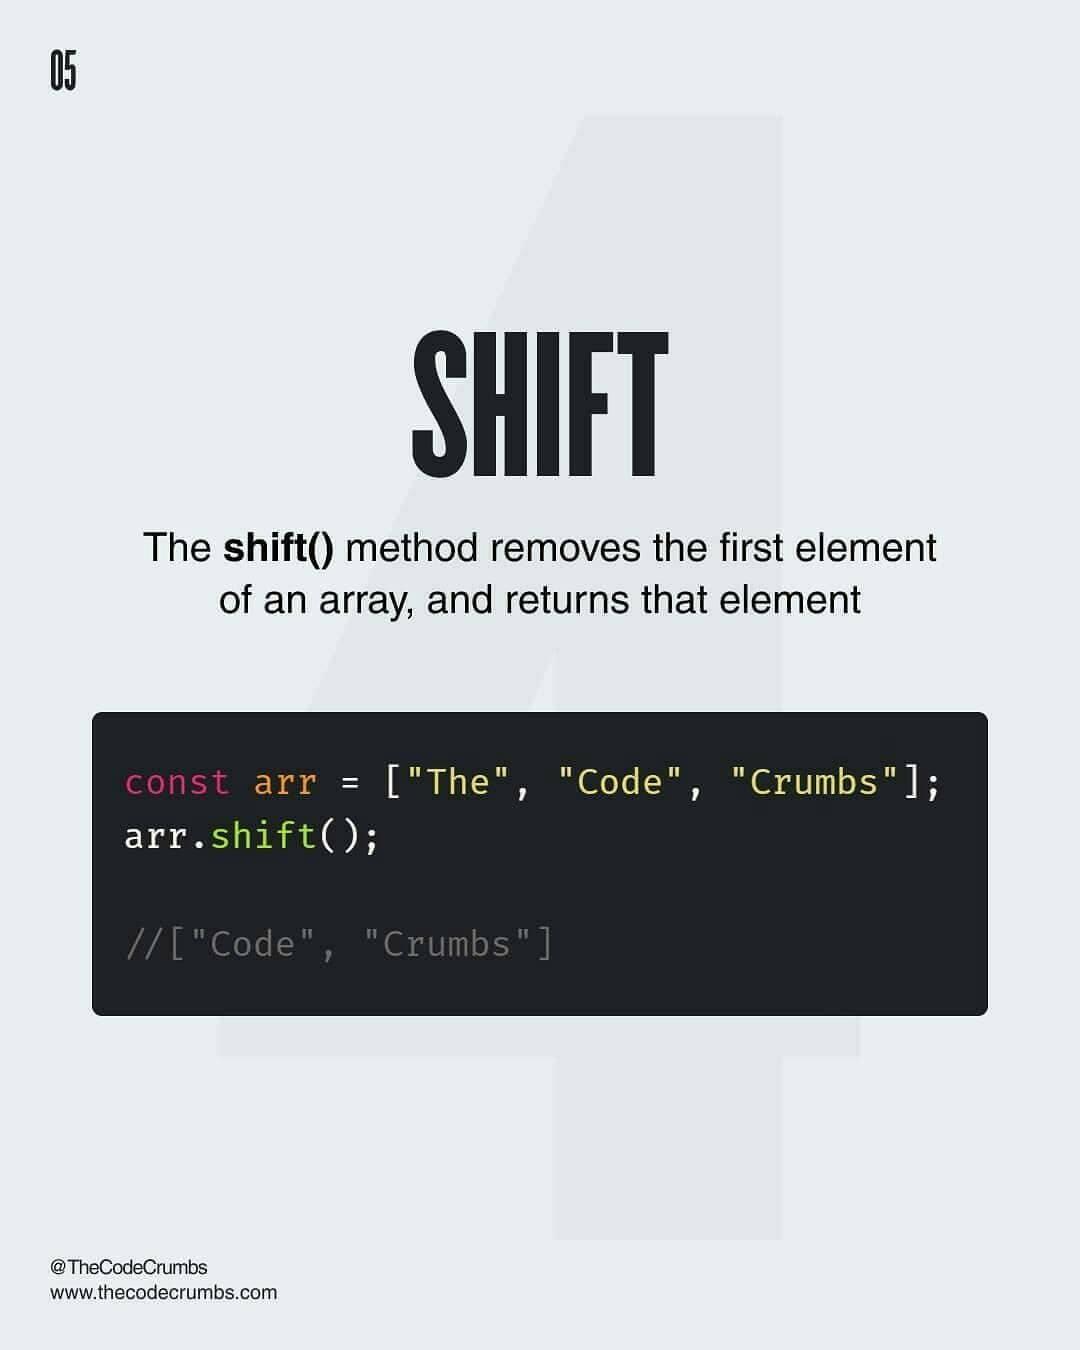 05
4
SHIFT
The shift() method removes the first element
of an array, and returns that element
const arr = ["The", "Code", "Crumbs"];
arr.shift();
//["Code", "Crumbs"]
@TheCodeCrumbs
www.thecodecrumbs.com